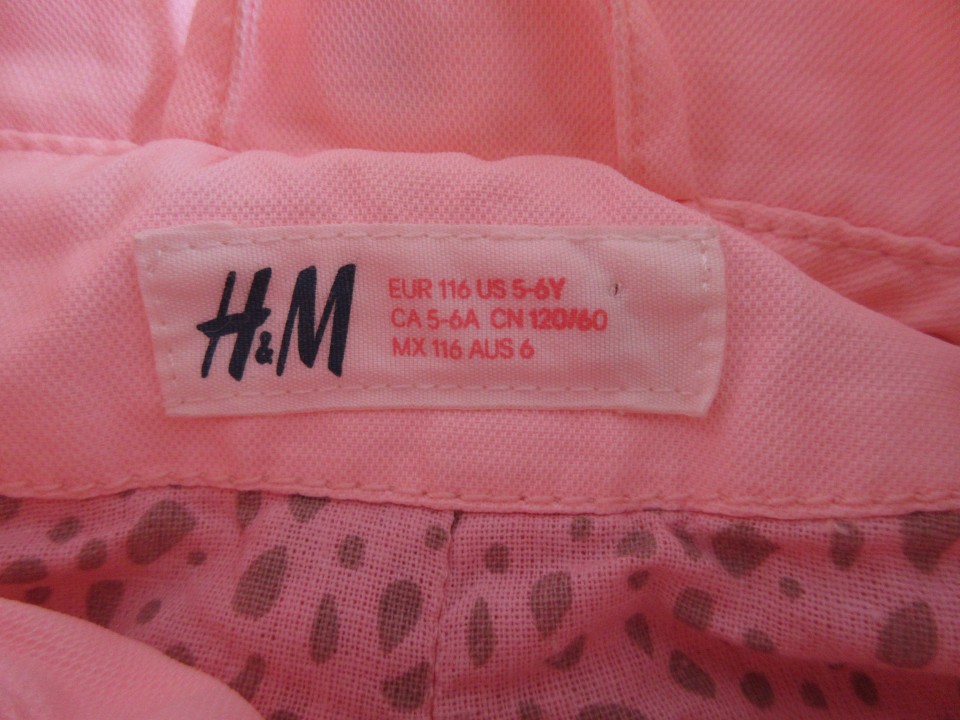 H&M
EUR 116 US 5-6Y
CA 5-6A CN 120/60
MX 116 AUS 6